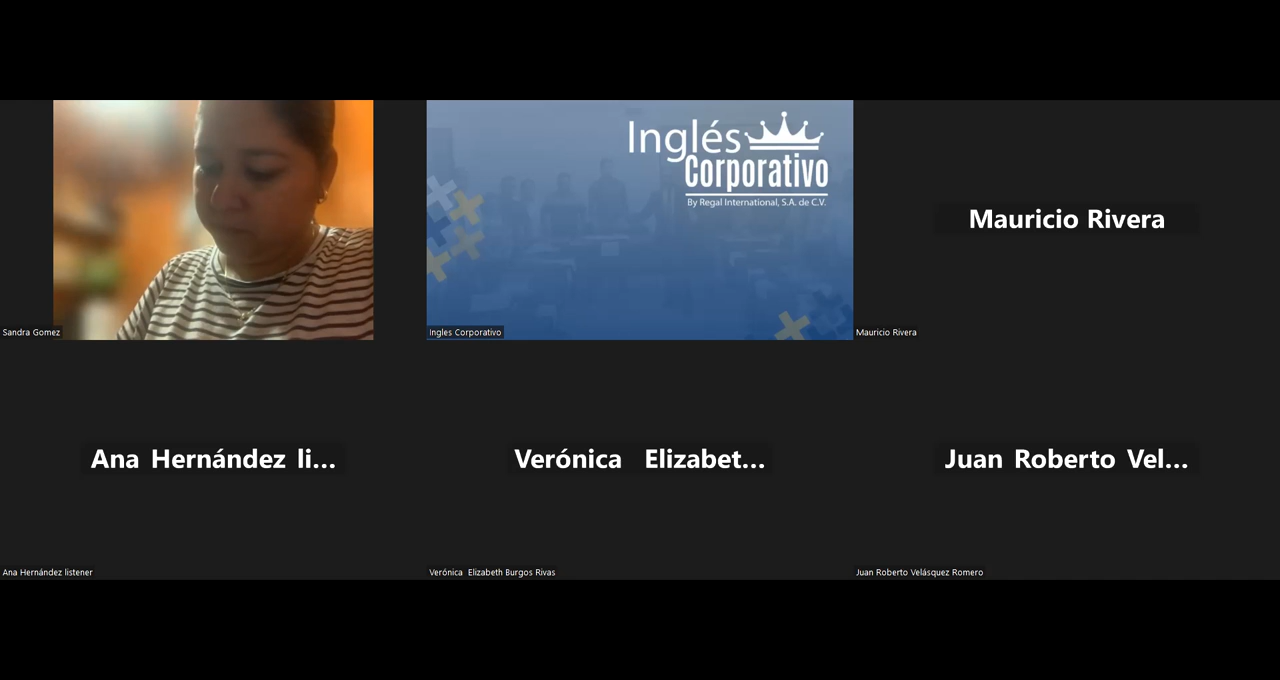 Inglés
Corporativo
By Regal International, S.A. de C.V.
Mauricio Rivera
Sandra Gomez
Ingles Corporativo
Mauricio Rivera
Ana Hernández li...
Verónica Elizabet...
Juan Roberto Vel...
Ana Hernández listener
Verónica Elizabeth Burgos Rivas
Juan Roberto Velásquez Romero